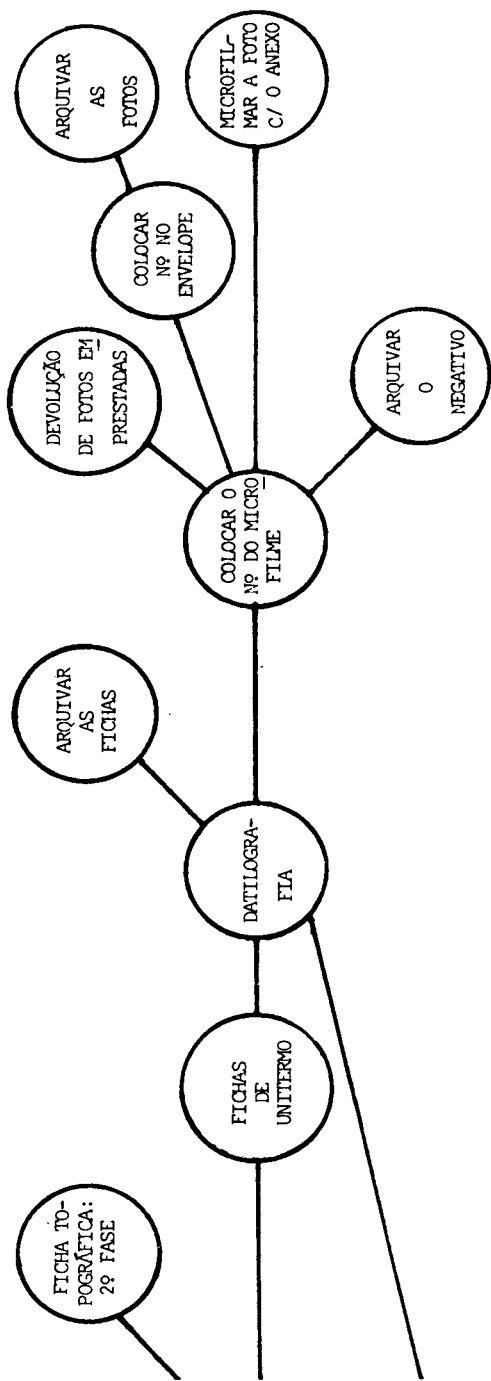 FICHA TO-
POGRÁFICA:
2º FASE
FICHAS
DE
UNITERMO
DATILOGRA-
FIA
ARQUIVAR
AS
FICHAS
COLOCAR O
Nº DO MICRO
FILME
DEVOLUÇÃO
DE FOTOS EM
PRESTADAS
COLOCAR
Nº NO
ENVELOPE
ARQUIVAR
AS
FOTOS
MICROFIL-
MAR A FOTO
C/ O ANEXO
ARQUIVAR
O
NEGATIVO